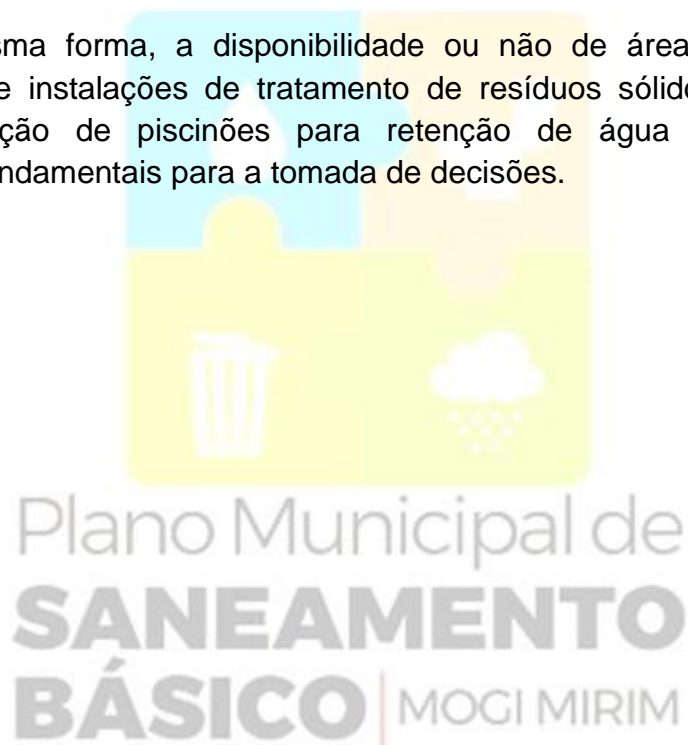 sma forma, a disponibilidade ou não de área
e instalações de tratamento de resíduos sólido
ção de piscinões para retenção de água
ndamentais para a tomada de decisões.
Plano Municipal de
SANEAMENTO
BÁSICO | MOGI MIRIM